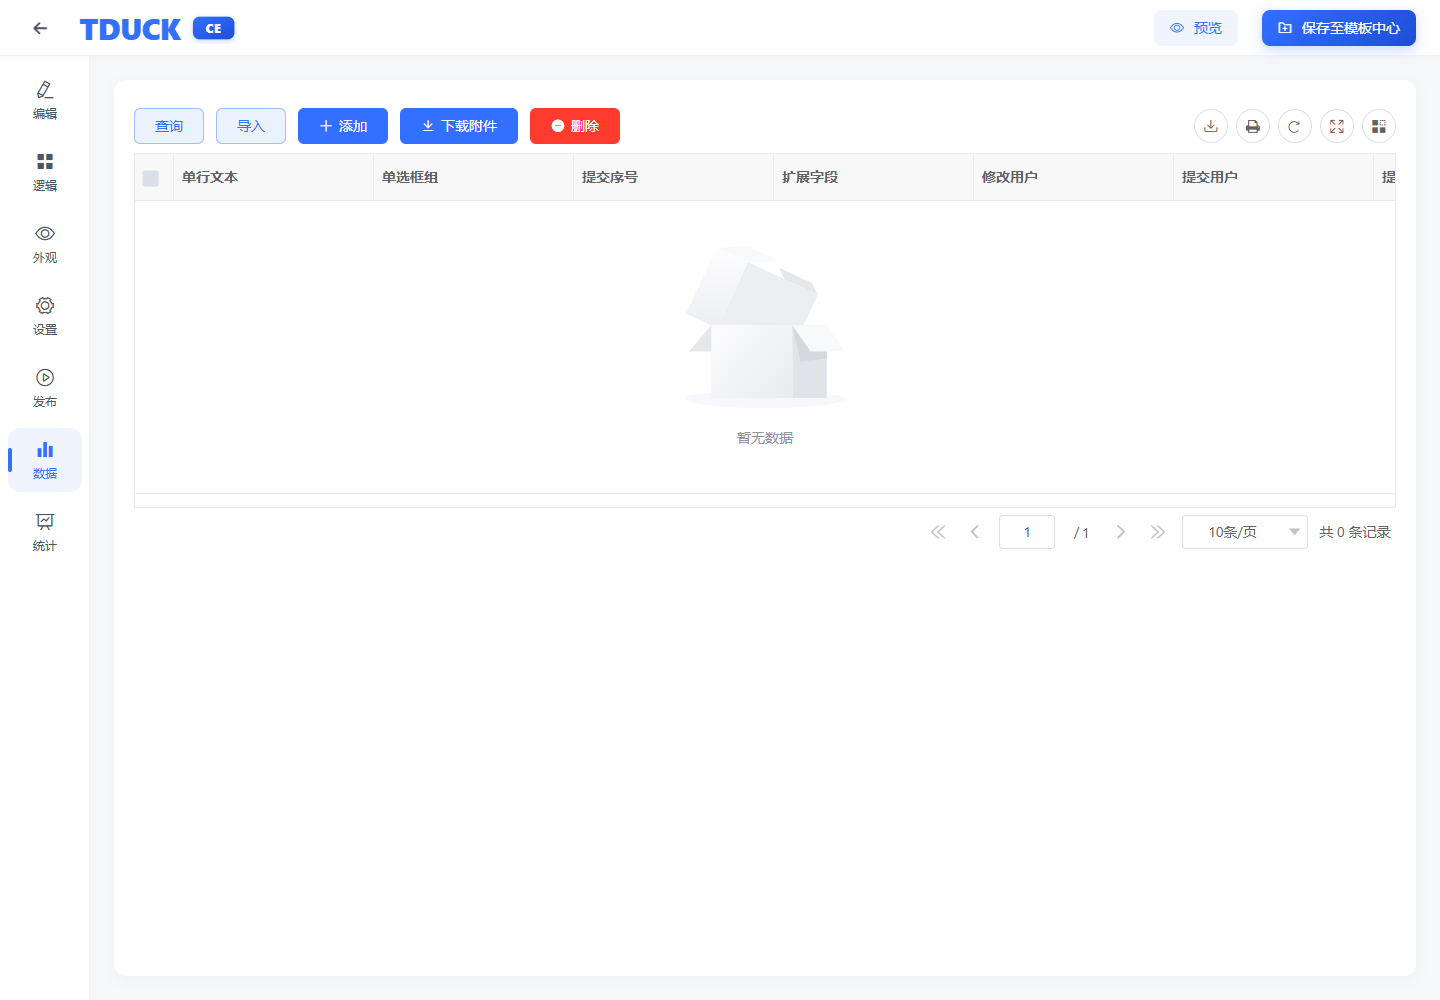 TDUCK CE
预览
保存至模板中心
编辑
逻辑
外观
设置
发布
数据
统计
查询
导入
添加
下载附件
删除
单行文本
单选框组
提交序号
扩展字段
修改用户
提交用户
提
暂无数据
1
/ 1
10条/页
共 0 条记录